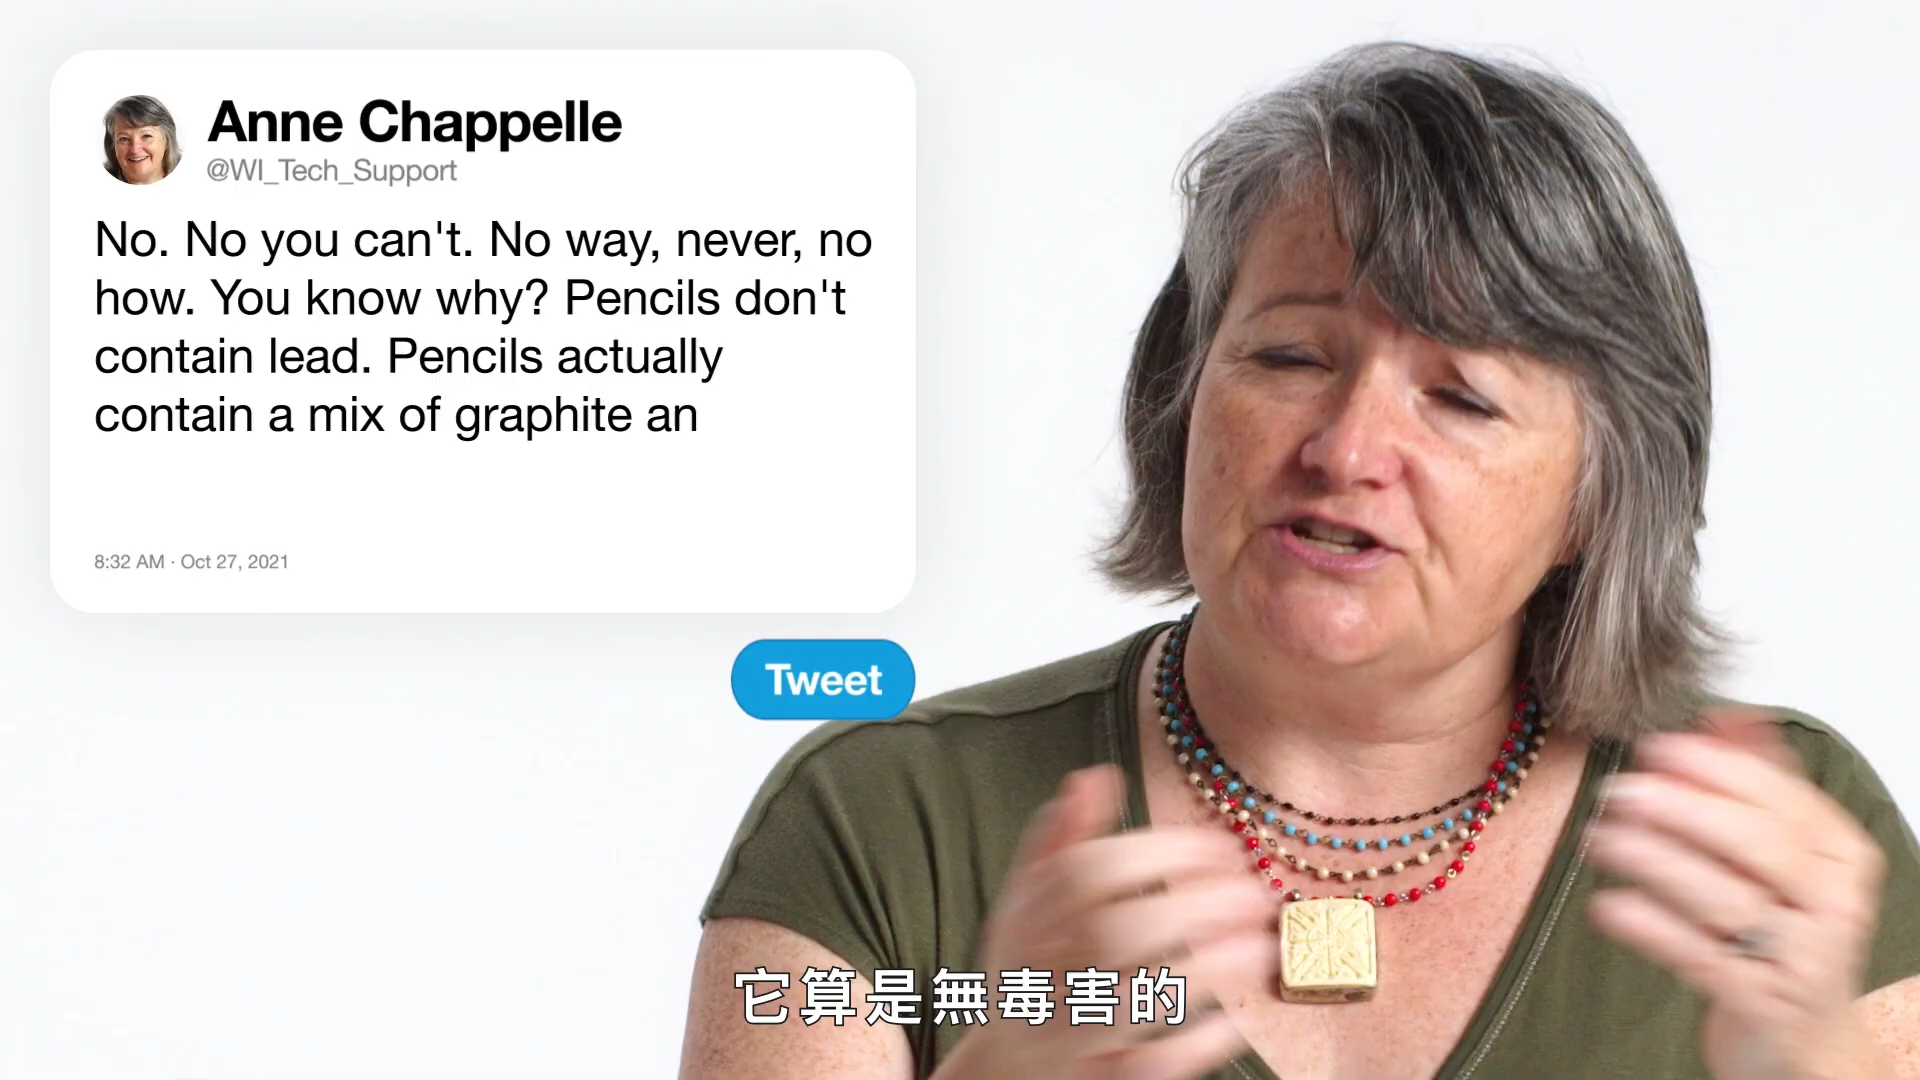 Anne Chappelle
@WI_Tech_Support
No. No you can't. No way, never, no
how. You know why? Pencils don't
contain lead. Pencils actually
contain a mix of graphite an
8:32 AM · Oct 27, 2021
Tweet
它算是無毒害的